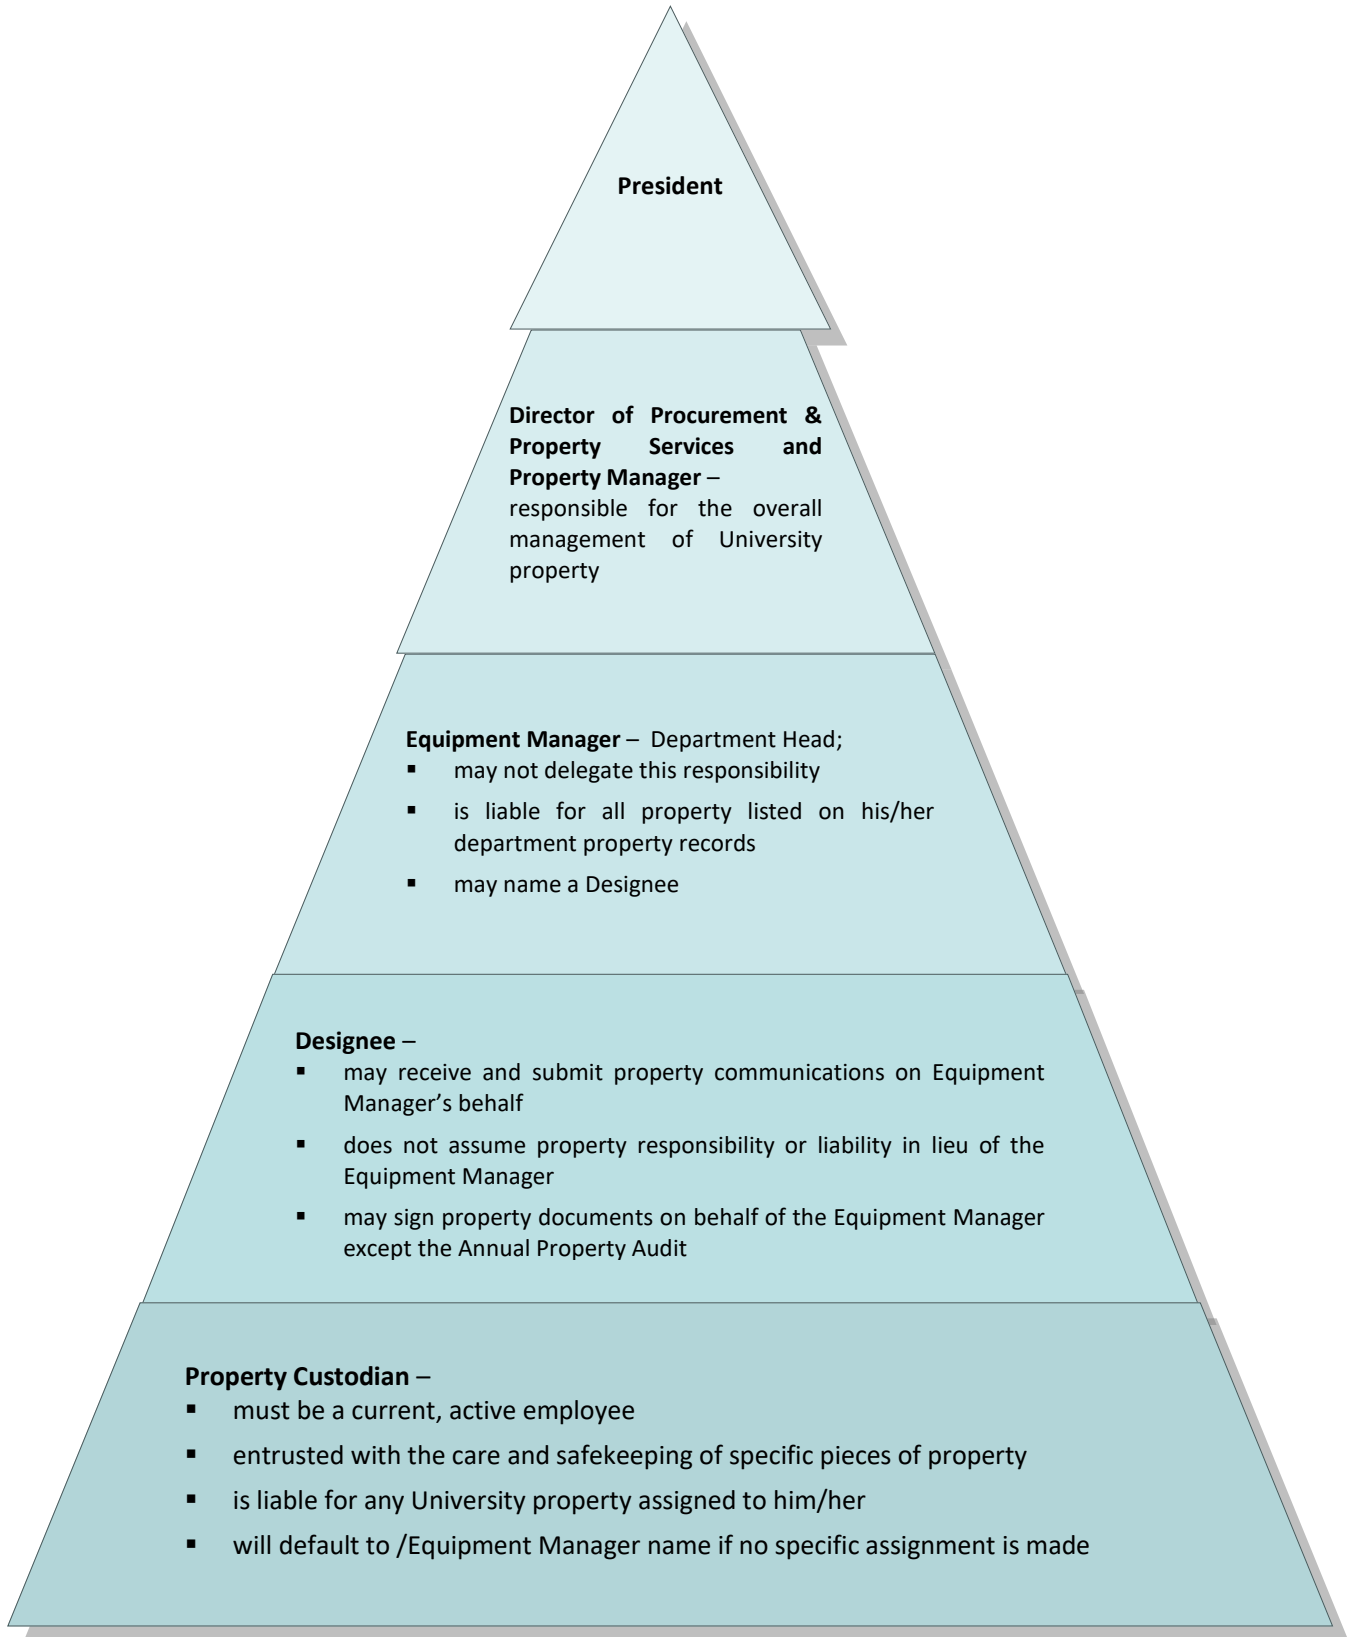 President
Director of Procurement &
Property Services and
Property Manager –
responsible for the overall
management of University
property
Equipment Manager – Department Head;
▪ may not delegate this responsibility
▪ is liable for all property listed on his/her
department property records
▪ may name a Designee
Designee –
▪ may receive and submit property communications on Equipment
Manager’s behalf
▪ does not assume property responsibility or liability in lieu of the
Equipment Manager
▪ may sign property documents on behalf of the Equipment Manager
except the Annual Property Audit
Property Custodian –
▪ must be a current, active employee
▪ entrusted with the care and safekeeping of specific pieces of property
▪ is liable for any University property assigned to him/her
▪ will default to /Equipment Manager name if no specific assignment is made